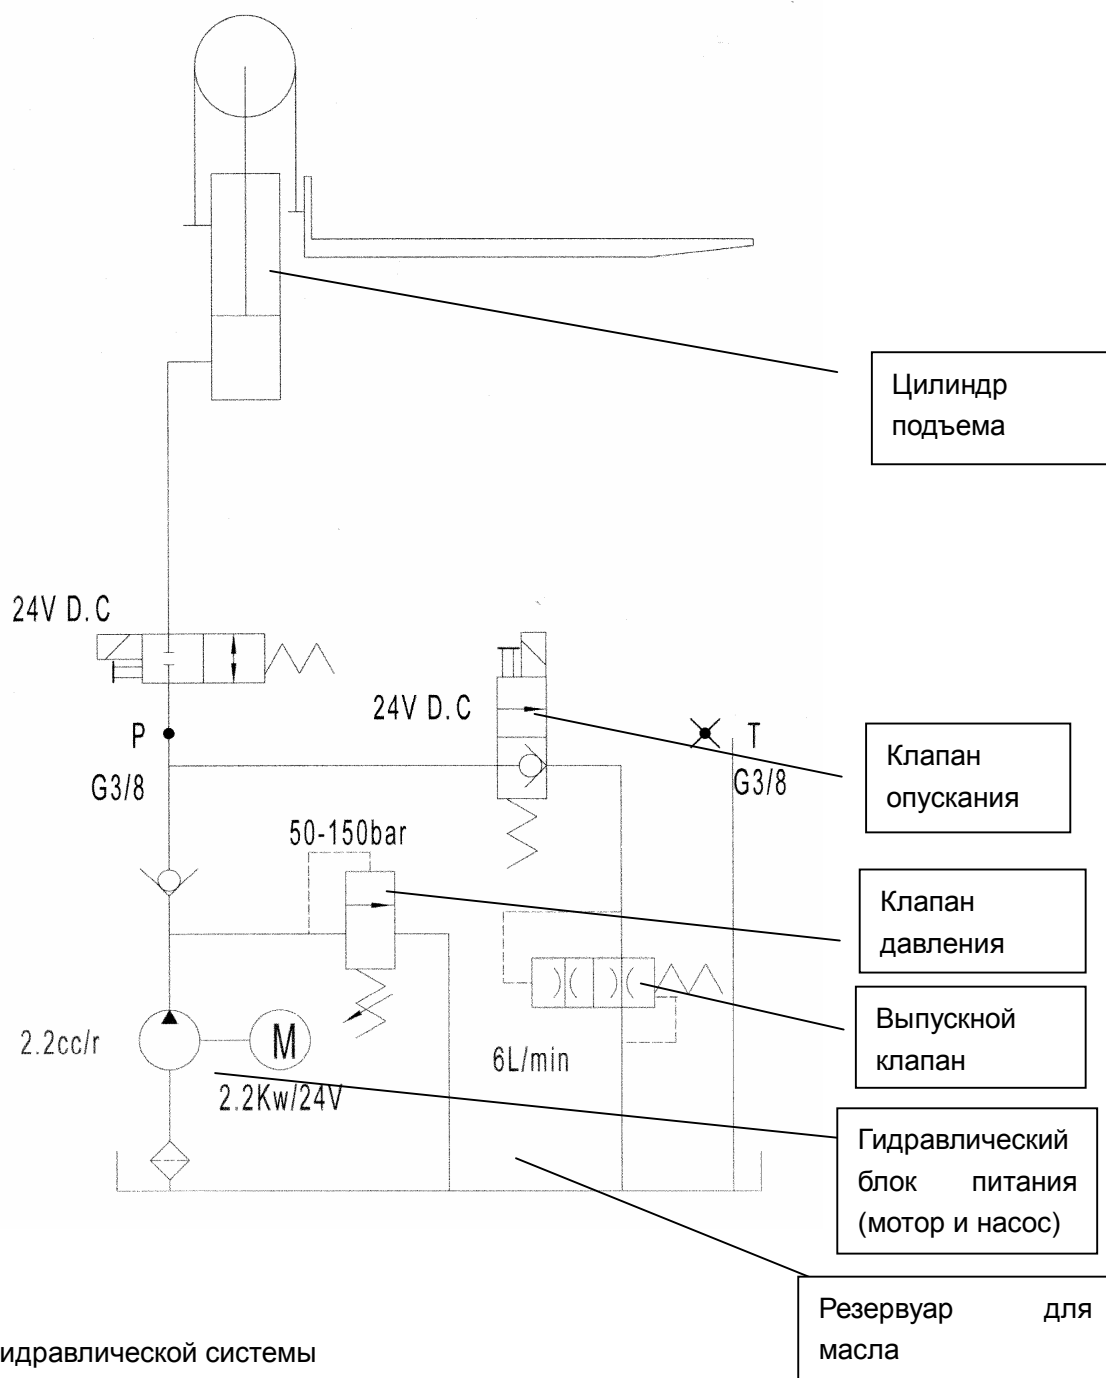 Цилиндр
подъема
24V D.C
24V D.C
P
T
G3/8
G3/8
Клапан
опускания
50-150bar
Клапан
давления
Выпускной
клапан
2.2cc/r
M
6L/min
2.2Kw/24V
Гидравлический
блок питания
(мотор и насос)
Резервуар для
масла
идравлической системы